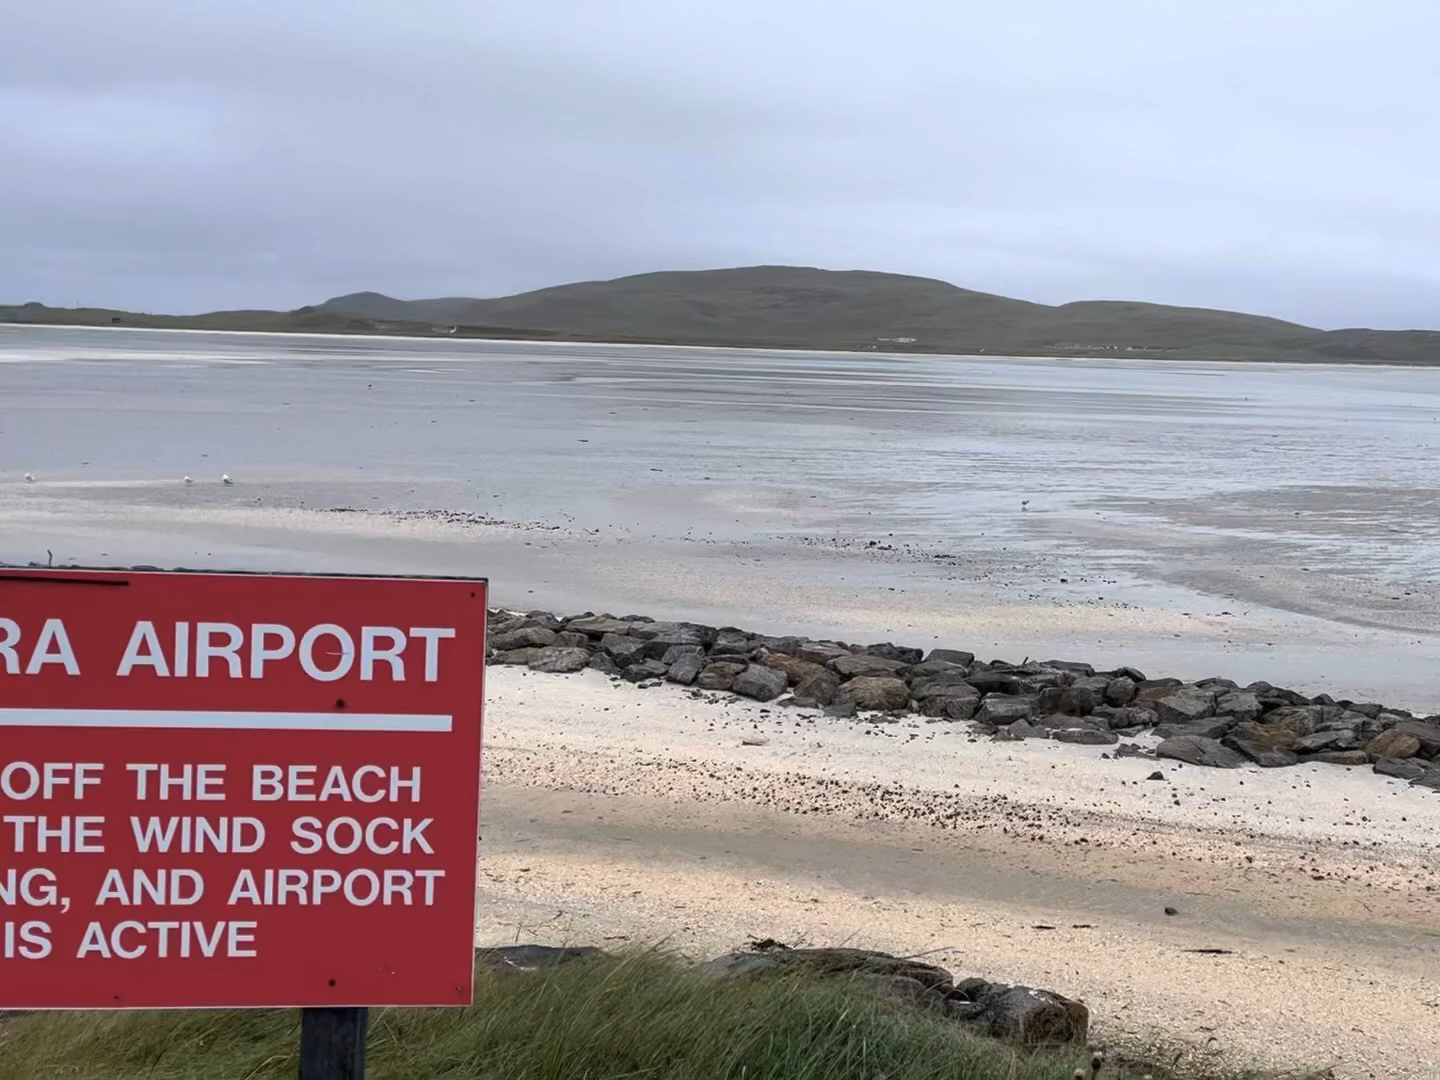 RA AIRPORT
OFF THE BEACH
THE WIND SOCK
NG, AND AIRPORT
IS ACTIVE